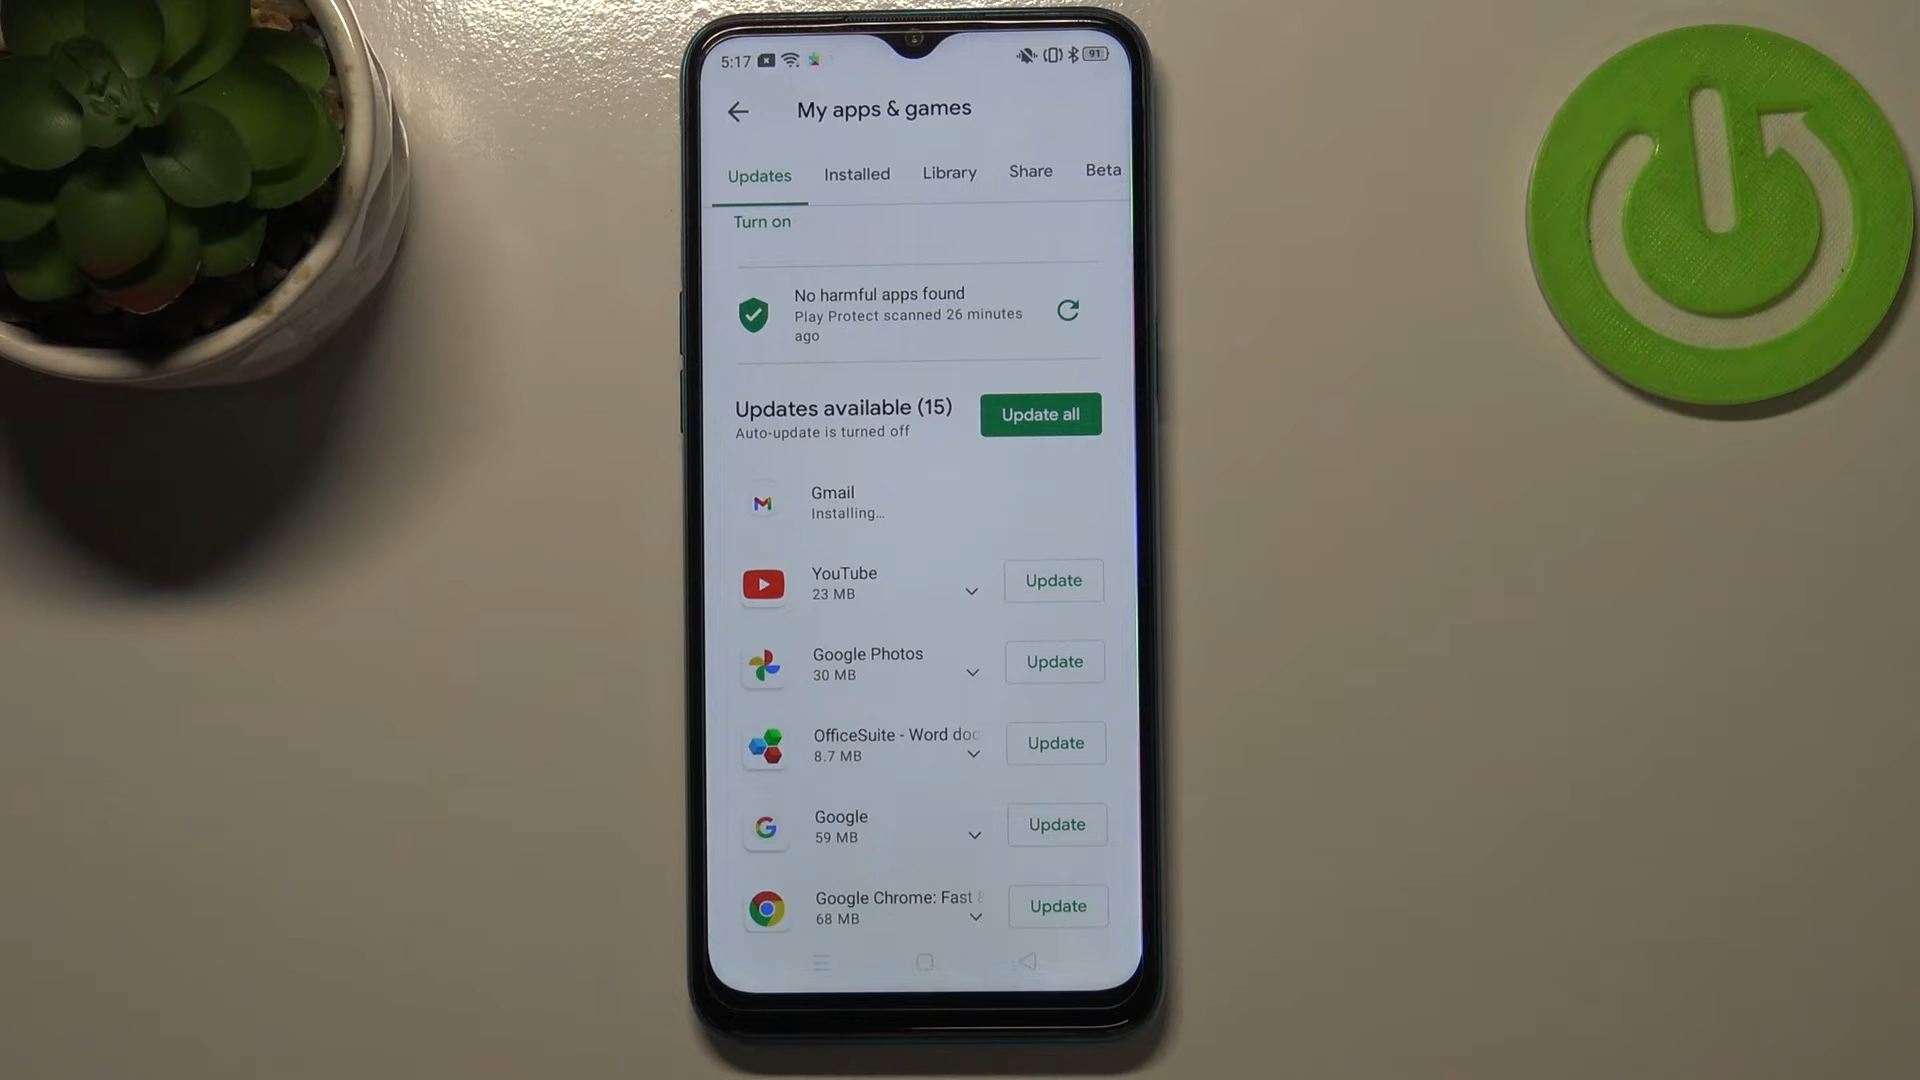 5:17
91
My apps & games
Updates Installed Library Share Beta
Turn on
No harmful apps found
Play Protect scanned 26 minutes
ago
Updates available (15)
Update all
Auto-update is turned off
Gmail
Installing...
YouTube
23 MB
Update
Google Photos
30 MB
Update
OfficeSuite - Word doc
8.7 MB
Update
Google
59 MB
Update
Google Chrome: Fast &
68 MB
Update